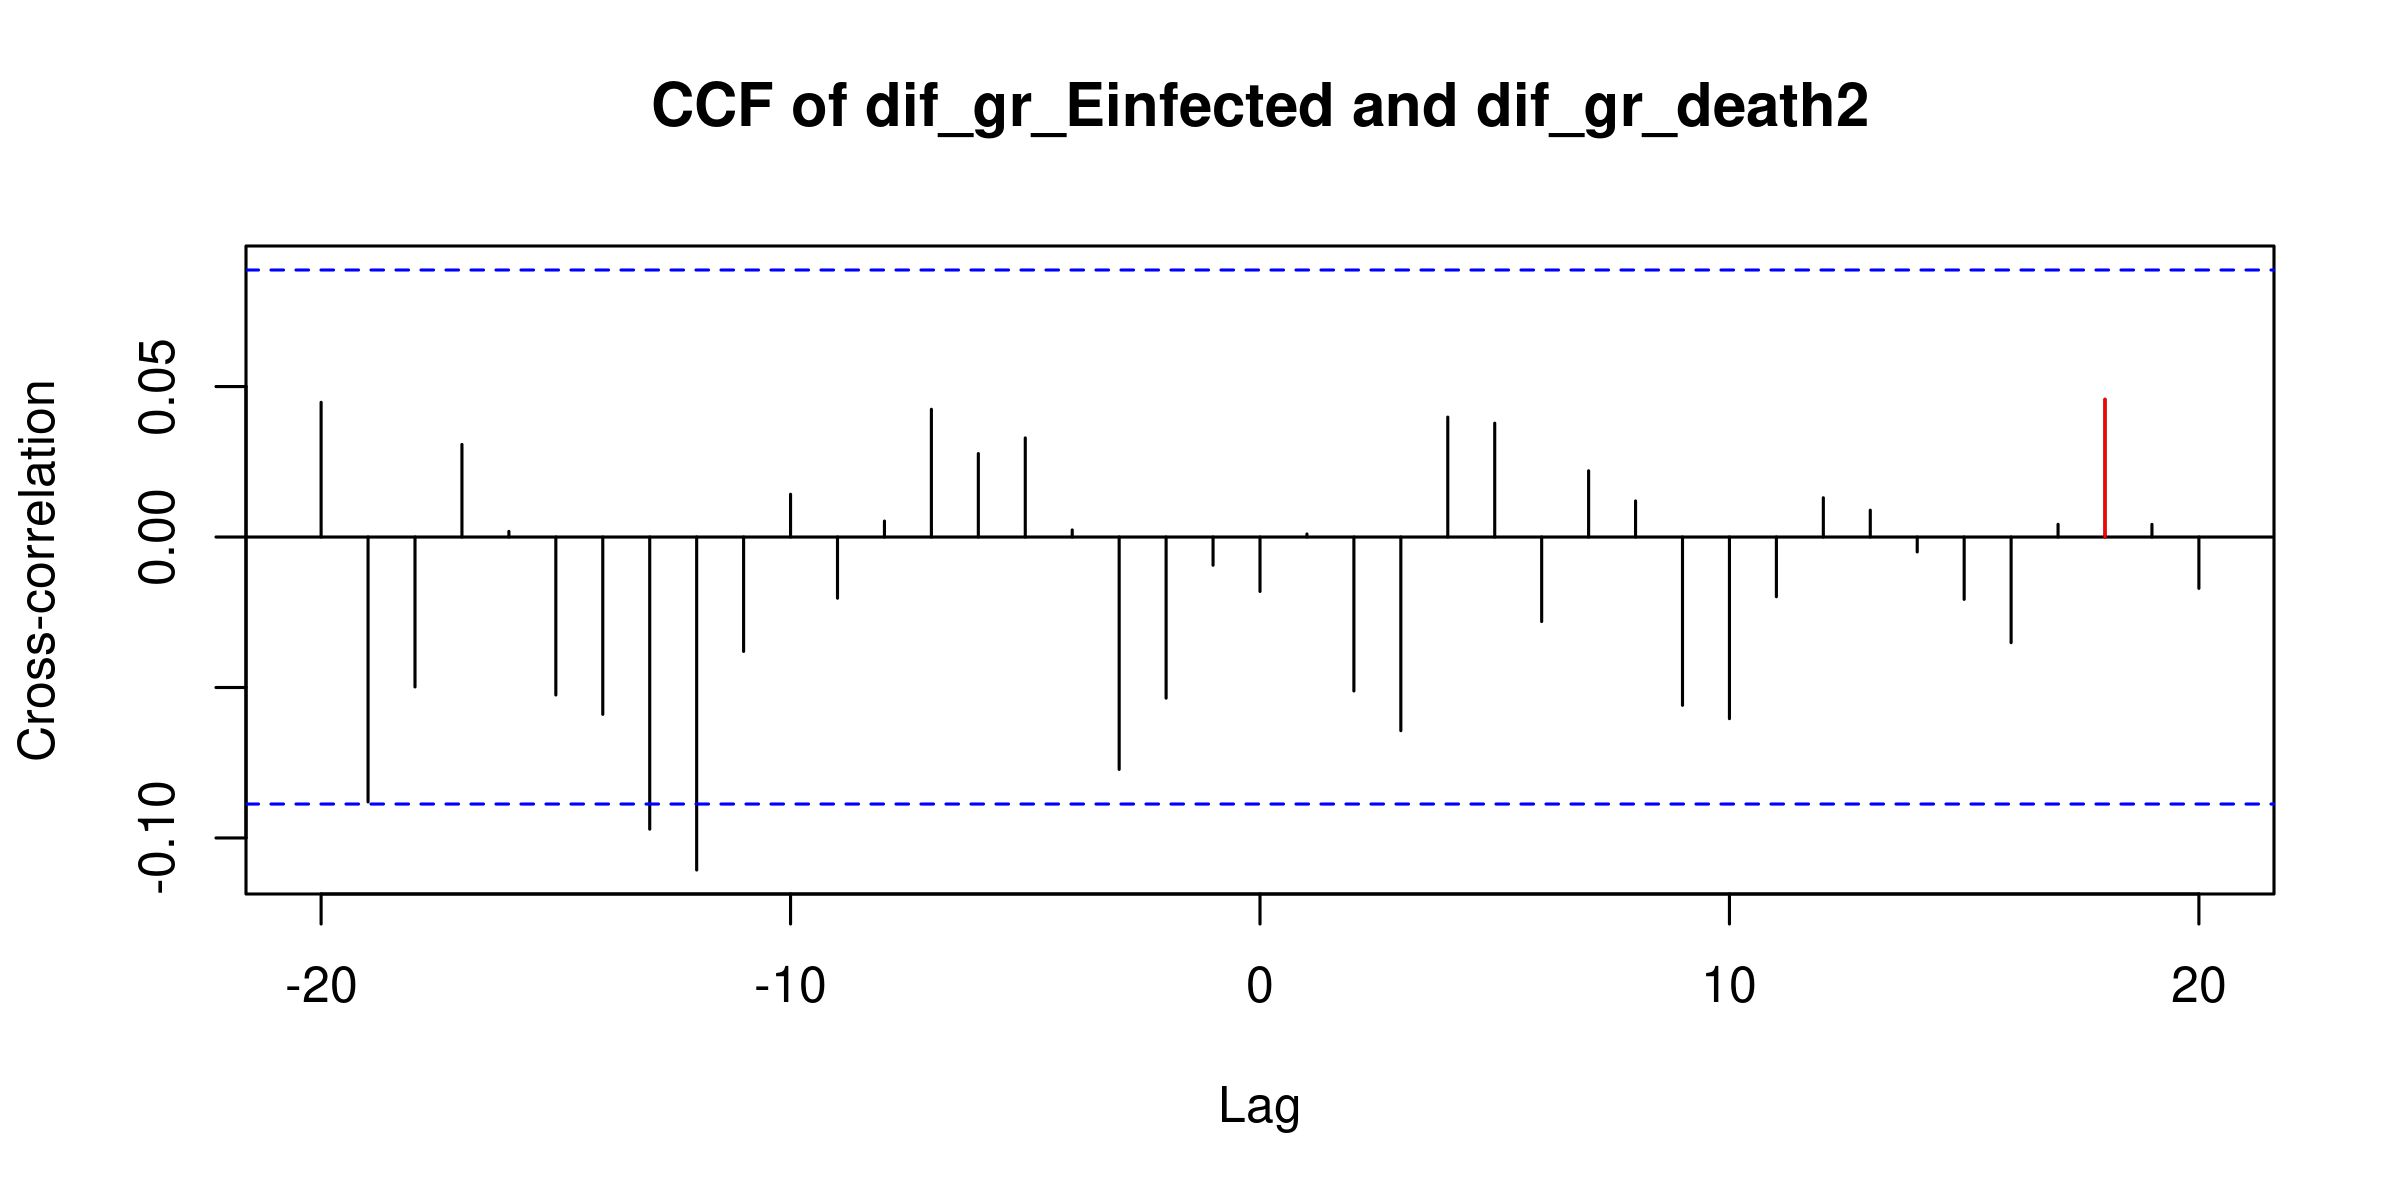 CCF of dif_gr_Einfected and dif_gr_death2
Cross-correlation
0.05
0.00
-0.10
-20 -10 0 10 20
Lag